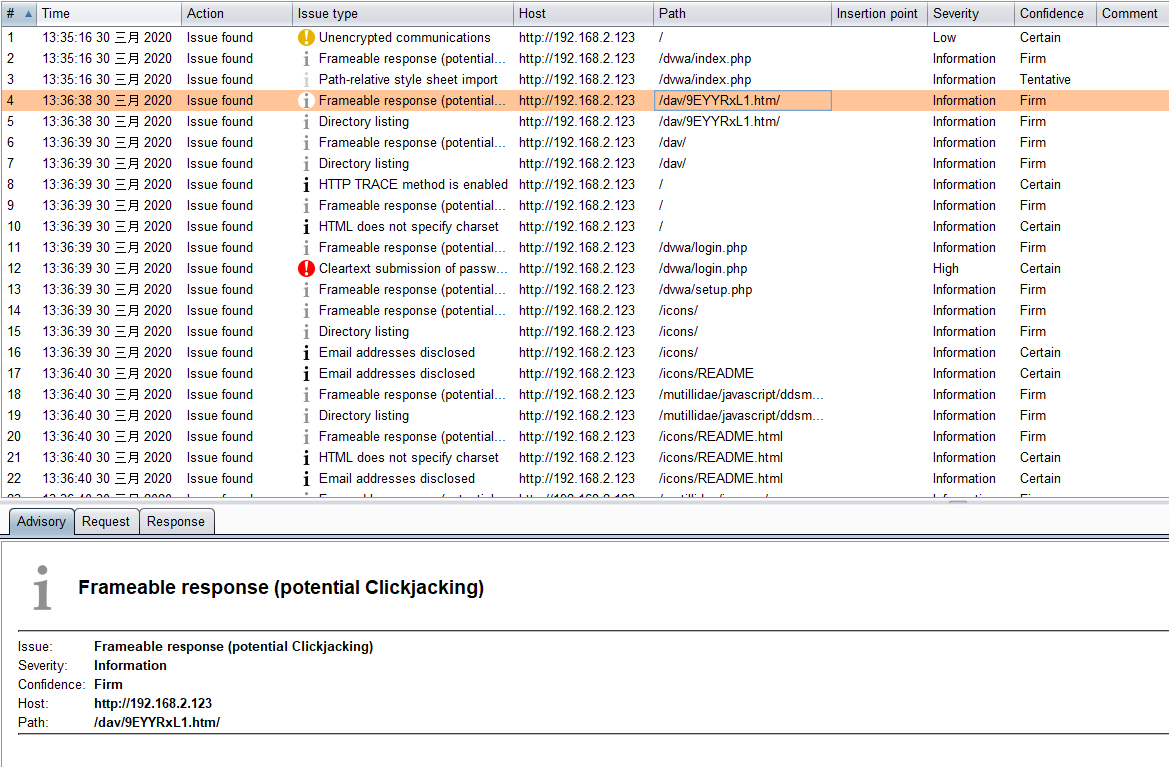 # Time Action Issue type Host Path Insertion point Severity Confidence Comment
1 13:35:16 30 三月 2020 Issue found Unencrypted communications http://192.168.2.123 / Low Certain
2 13:35:16 30 三月 2020 Issue found Frameable response (potential... http://192.168.2.123 /dvwa/index.php Information Firm
3 13:35:16 30 三月 2020 Issue found Path-relative style sheet import http://192.168.2.123 /dvwa/index.php Information Tentative
4 13:36:38 30 三月 2020 Issue found Frameable response (potential... http://192.168.2.123 /dav/9EYYRxL1.htm/ Information Firm
5 13:36:38 30 三月 2020 Issue found Directory listing http://192.168.2.123 /dav/9EYYRxL1.htm/ Information Firm
6 13:36:39 30 三月 2020 Issue found Frameable response (potential... http://192.168.2.123 /dav/ Information Firm
7 13:36:39 30 三月 2020 Issue found Directory listing http://192.168.2.123 /dav/ Information Firm
8 13:36:39 30 三月 2020 Issue found HTTP TRACE method is enabled http://192.168.2.123 / Information Certain
9 13:36:39 30 三月 2020 Issue found Frameable response (potential... http://192.168.2.123 / Information Firm
10 13:36:39 30 三月 2020 Issue found HTML does not specify charset http://192.168.2.123 / Information Certain
11 13:36:39 30 三月 2020 Issue found Frameable response (potential... http://192.168.2.123 /dvwa/login.php Information Firm
12 13:36:39 30 三月 2020 Issue found Cleartext submission of passw... http://192.168.2.123 /dvwa/login.php High Certain
13 13:36:39 30 三月 2020 Issue found Frameable response (potential... http://192.168.2.123 /dvwa/setup.php Information Firm
14 13:36:39 30 三月 2020 Issue found Frameable response (potential... http://192.168.2.123 /icons/ Information Firm
15 13:36:39 30 三月 2020 Issue found Directory listing http://192.168.2.123 /icons/ Information Firm
16 13:36:39 30 三月 2020 Issue found Email addresses disclosed http://192.168.2.123 /icons/ Information Certain
17 13:36:39 30 三月 2020 Issue found Email addresses disclosed http://192.168.2.123 /icons/README Information Certain
18 13:36:40 30 三月 2020 Issue found Frameable response (potential... http://192.168.2.123 /mutillidae/javascript/ddsm... Information Firm
19 13:36:40 30 三月 2020 Issue found Directory listing http://192.168.2.123 /mutillidae/javascript/ddsm... Information Firm
20 13:36:40 30 三月 2020 Issue found Frameable response (potential... http://192.168.2.123 /icons/README.html Information Firm
21 13:36:40 30 三月 2020 Issue found HTML does not specify charset http://192.168.2.123 /icons/README.html Information Certain
22 13:36:40 30 三月 2020 Issue found Email addresses disclosed http://192.168.2.123 /icons/README.html Information Certain
Advisory Request Response
Frameable response (potential Clickjacking)
Issue: Frameable response (potential Clickjacking)
Severity: Information
Confidence: Firm
Host: http://192.168.2.123
Path: /dav/9EYYRxL1.htm/